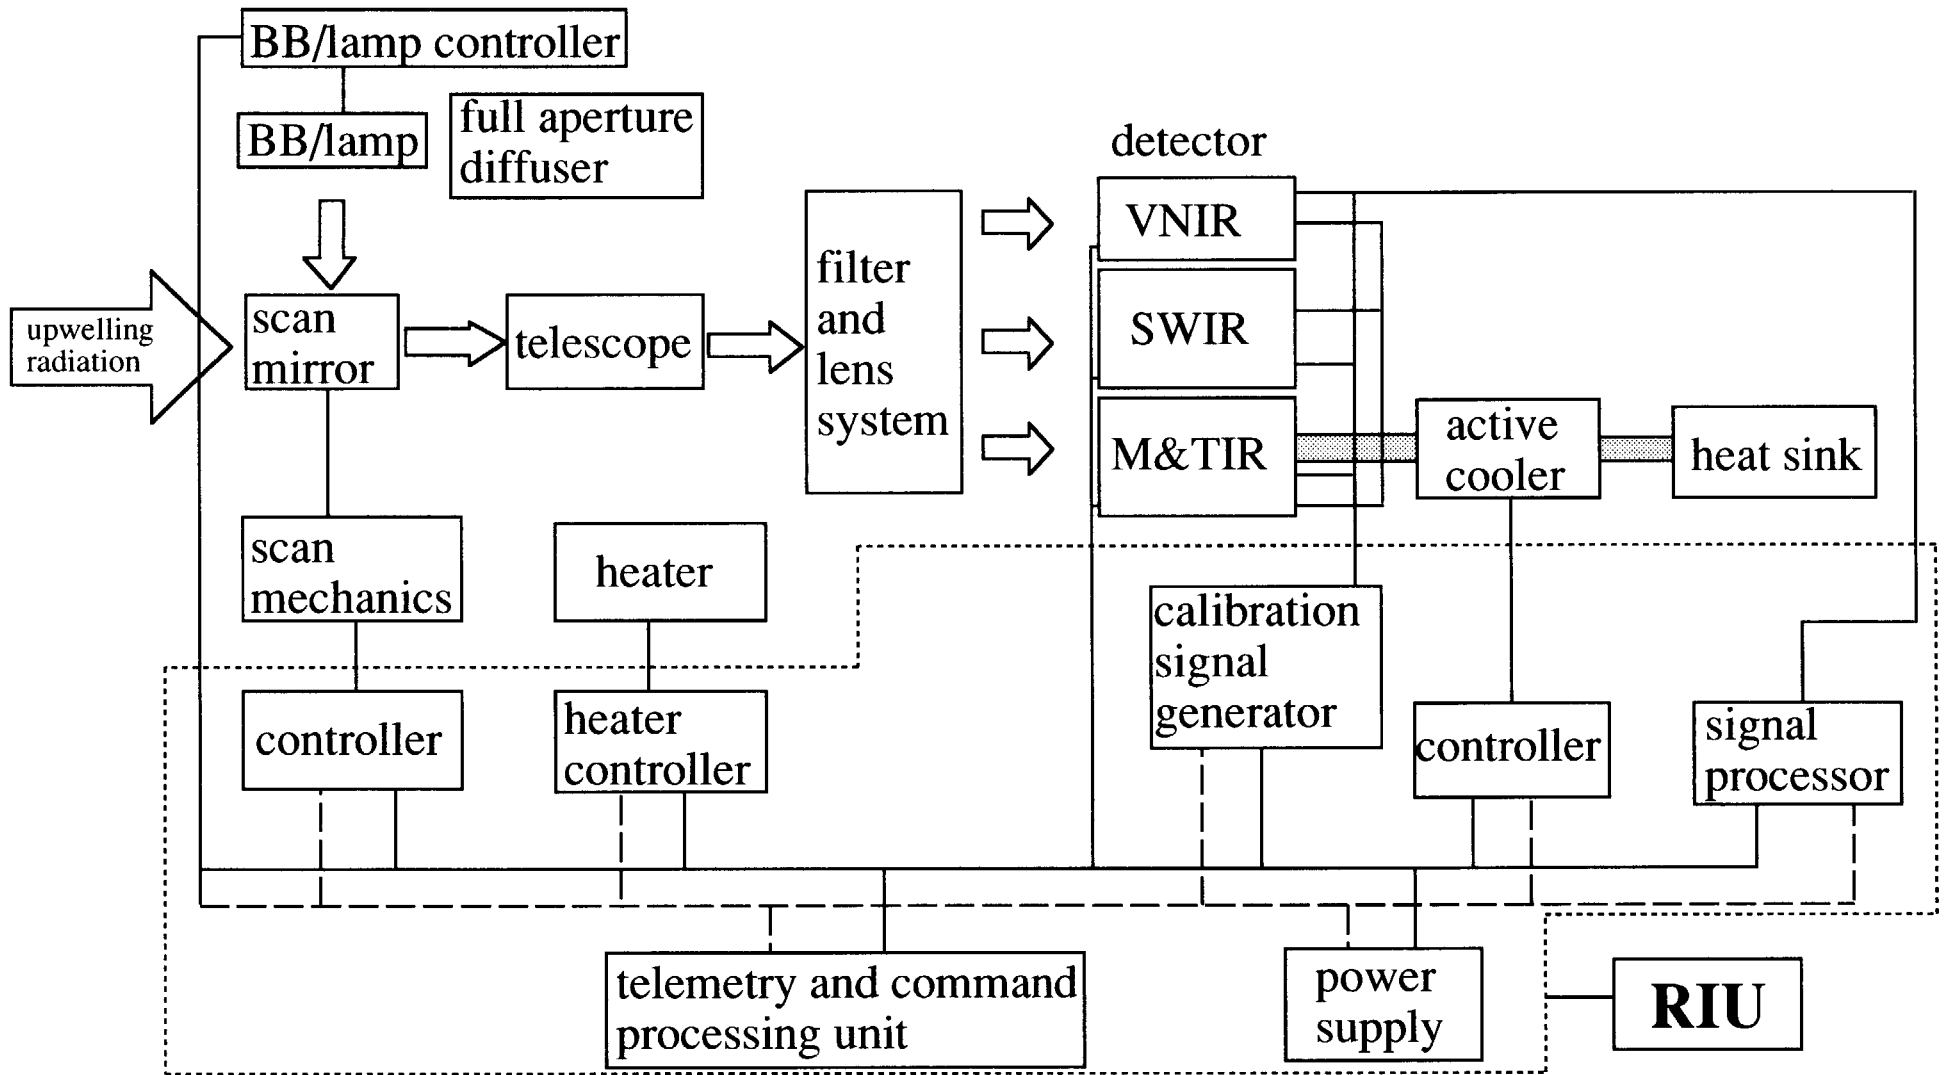 BB/lamp controller
BB/lamp
full aperture
diffuser
detector
upwelling
radiation
scan
mirror
telescope
filter
and
lens
system
VNIR
SWIR
M&TIR
active
cooler
heat sink
scan
mechanics
heater
calibration
signal
generator
controller
heater
controller
controller
signal
processor
telemetry and command
processing unit
power
supply
RIU